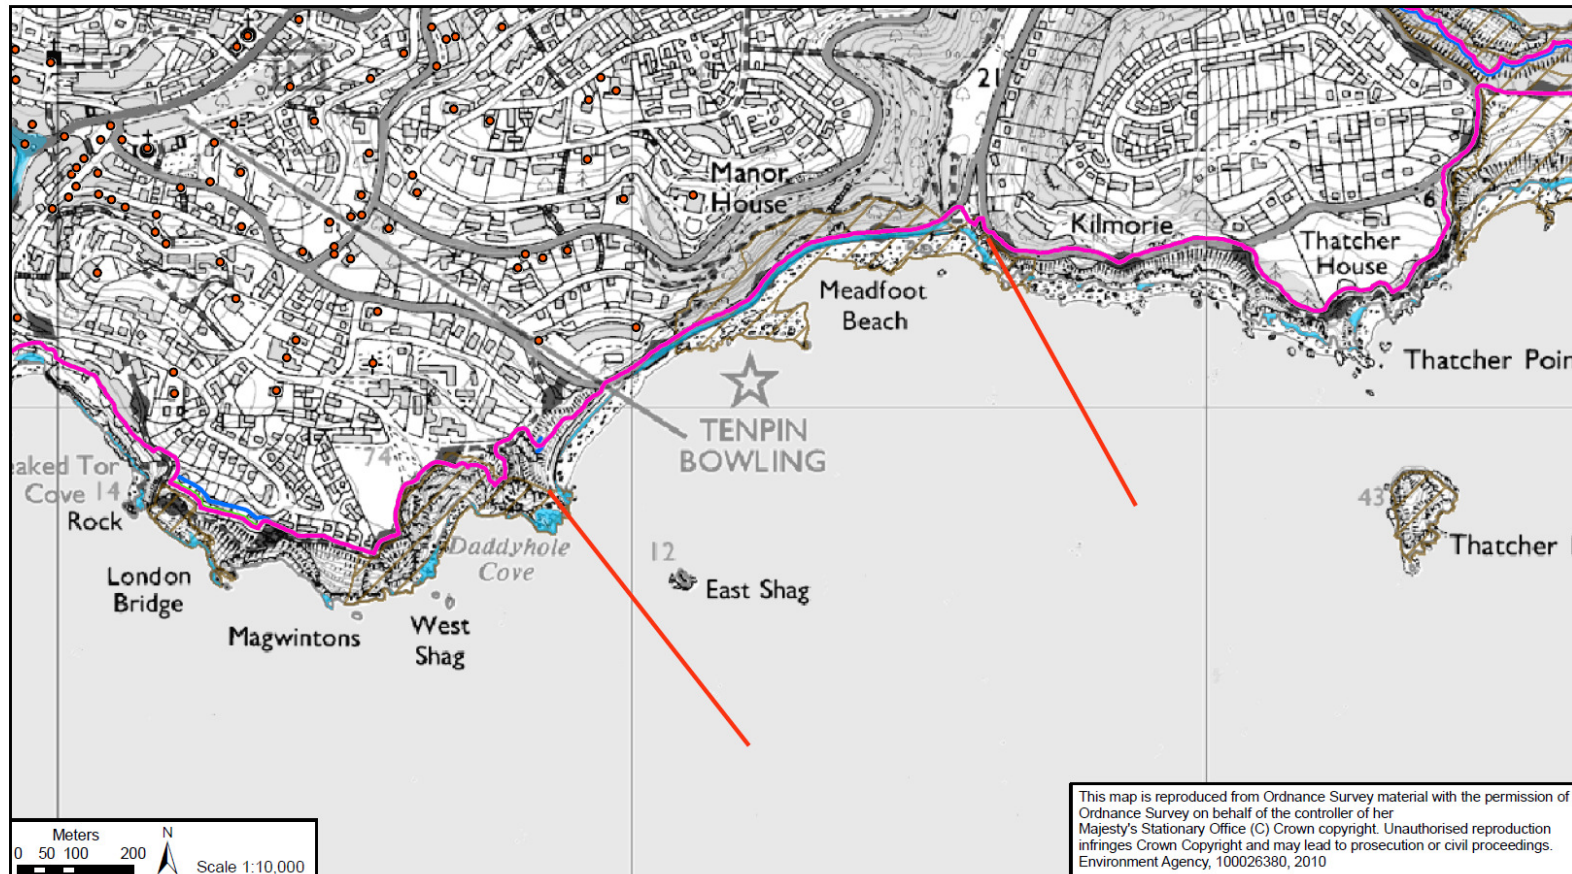 21
Manor
House
Kilmorie
6
Thatcher
House
Meadfoot
Beach
Thatcher Poin
TENPIN
BOWLING
74
eaked Tor
Cove 14
Rock
43
Daddyhole
Cove
12
Thatcher
London
Bridge
East Shag
Magwintons
West
Shag
Meters
0 50 100 200
N
Scale 1:10,000
This map is reproduced from Ordnance Survey material with the permission of
Ordnance Survey on behalf of the controller of her
Majesty's Stationary Office (C) Crown copyright. Unauthorised reproduction
infringes Crown Copyright and may lead to prosecution or civil proceedings.
Environment Agency, 100026380, 2010